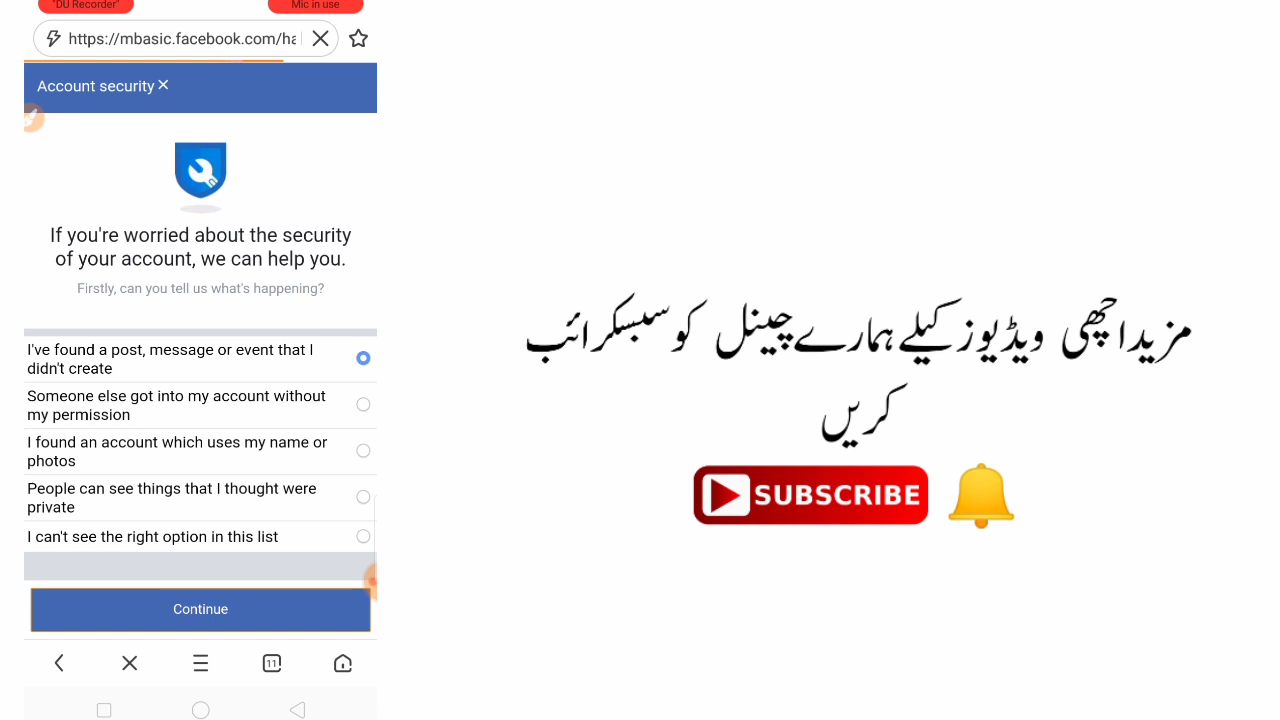 "DU Recorder"
Mic in use
https://mbasic.facebook.com/ha
Account security
If you're worried about the security
of your account, we can help you.
Firstly, can you tell us what's happening?
I've found a post, message or event that I
didn't create
Someone else got into my account without
my permission
I found an account which uses my name or
photos
People can see things that I thought were
private
I can't see the right option in this list
Continue
11
مزیداچھی ویڈیوز کیلے ہمارے چینل کو سبسکرائب
کریں
SUBSCRIBE